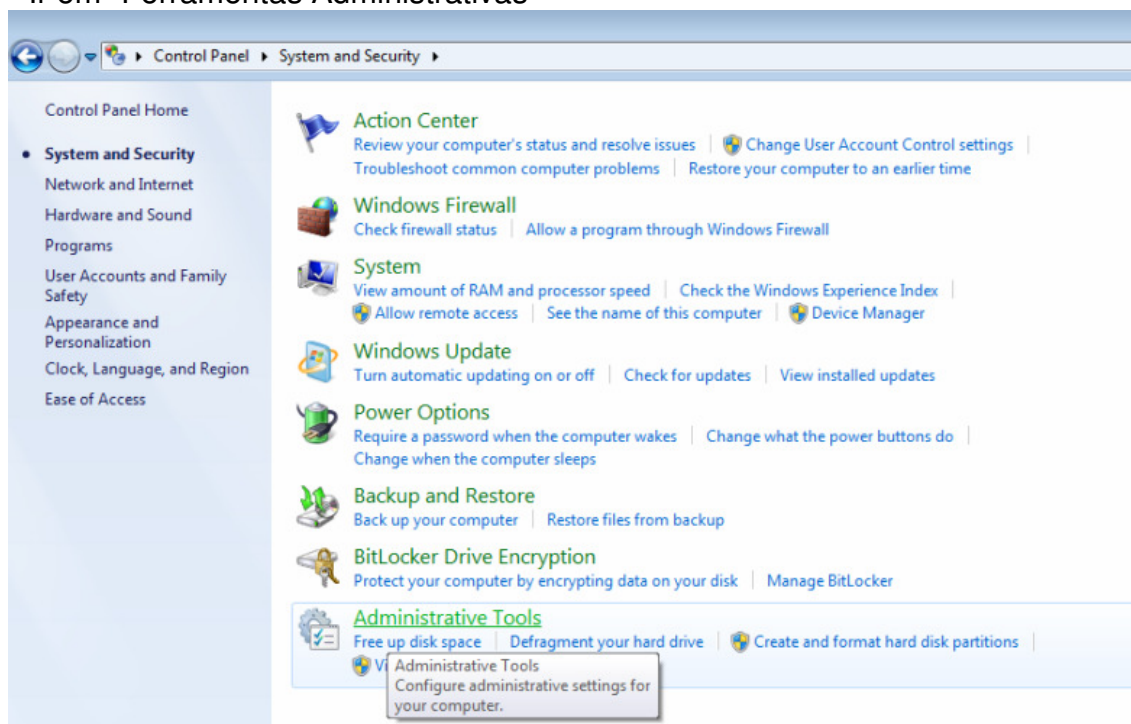 Ferramentas Administrativas
Control Panel System and Security
Control Panel Home
System and Security
Network and Internet
Hardware and Sound
Programs
User Accounts and Family
Safety
Appearance and
Personalization
Clock, Language, and Region
Ease of Access
Action Center
Review your computer's status and resolve issues Change User Account Control settings
Troubleshoot common computer problems Restore your computer to an earlier time
Windows Firewall
Check firewall status Allow a program through Windows Firewall
System
View amount of RAM and processor speed Check the Windows Experience Index
Allow remote access See the name of this computer Device Manager
Windows Update
Turn automatic updating on or off Check for updates View installed updates
Power Options
Require a password when the computer wakes Change what the power buttons do
Change when the computer sleeps
Backup and Restore
Back up your computer Restore files from backup
BitLocker Drive Encryption
Protect your computer by encrypting data on your disk Manage BitLocker
Administrative Tools
Free up disk space Defragment your hard drive Create and format hard disk partitions
Administrative Tools
Configure administrative settings for
your computer.